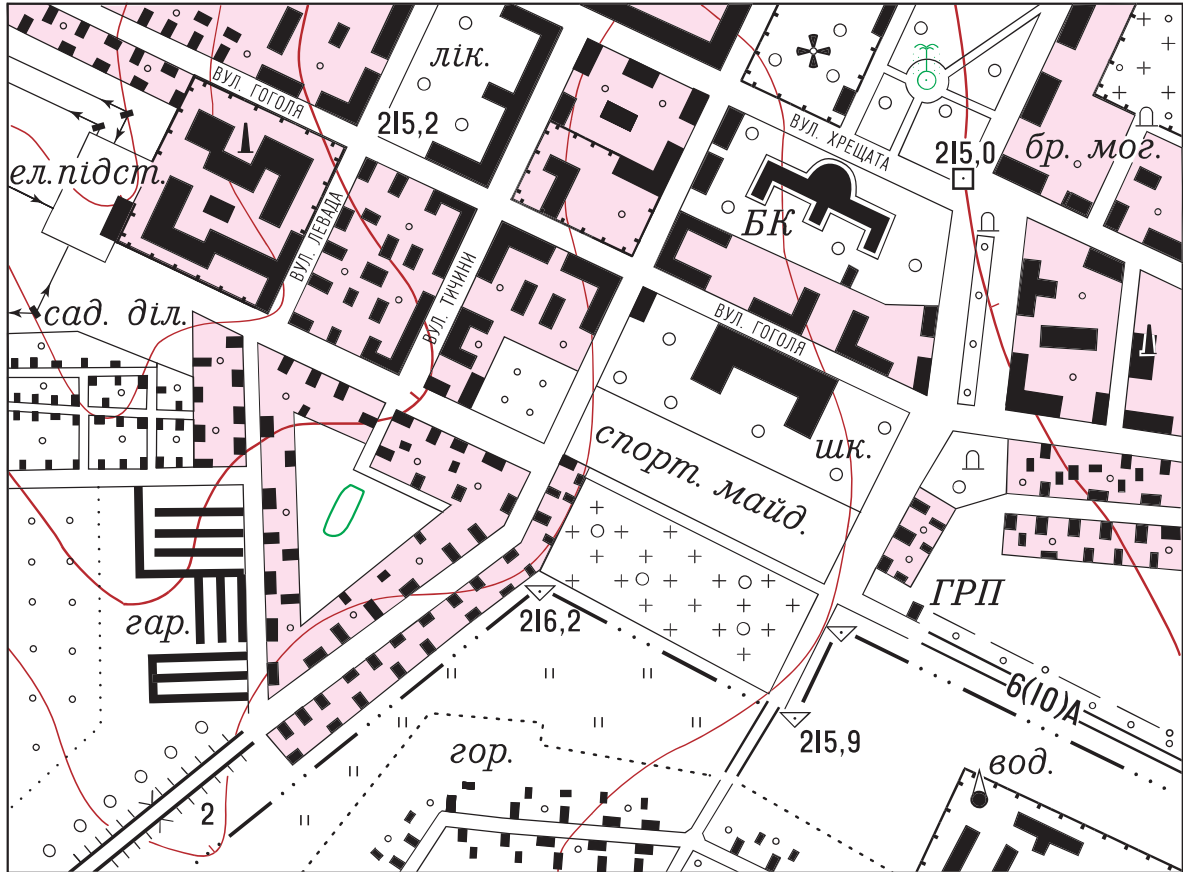 лік.
ВУЛ. ГОГОЛЯ
215,2
ВУЛ. ХРЕЩАТА
215,0
бр. мог.
ел. підст.
БК
ВУЛ. ЛЕВАДА
ВУЛ. ТИЧИНИ
сад. діл.
ВУЛ. ГОГОЛЯ
спорт. майд.
шк.
ГРП
гар.
216,2
6(10)А
215,9
гор.
вод.
2